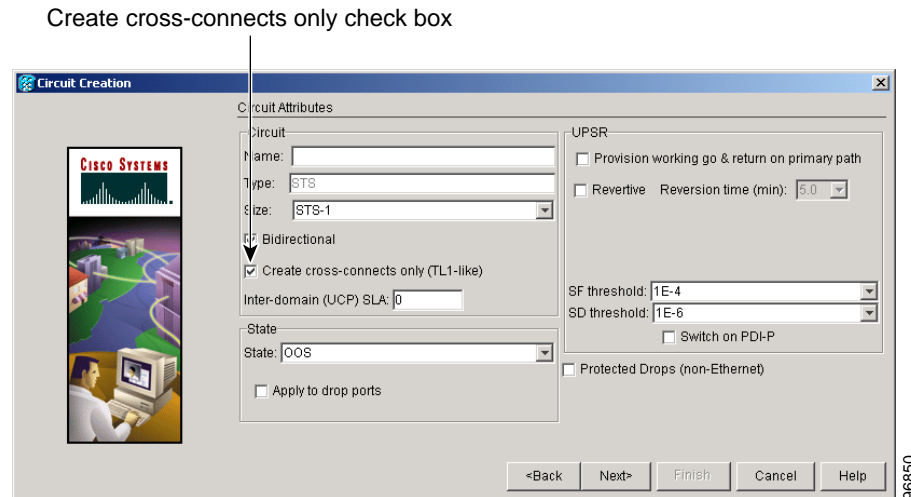 Create cross-connects only check box
Circuit Creation
Circuit Attributes
Circuit
Name:
Type: STS
Size: STS-1
Bidirectional
Create cross-connects only (TL1-like)
Inter-domain (UCP) SLA: 0
State
State: OOS
Apply to drop ports
CISCO SYSTEMS
UPSR
Provision working go & return on primary path
Revertive Reversion time (min): 5.0
SF threshold: 1E-4
SD threshold: 1E-6
Switch on PDI-P
Protected Drops (non-Ethernet)
<Back Next> Finish Cancel Help